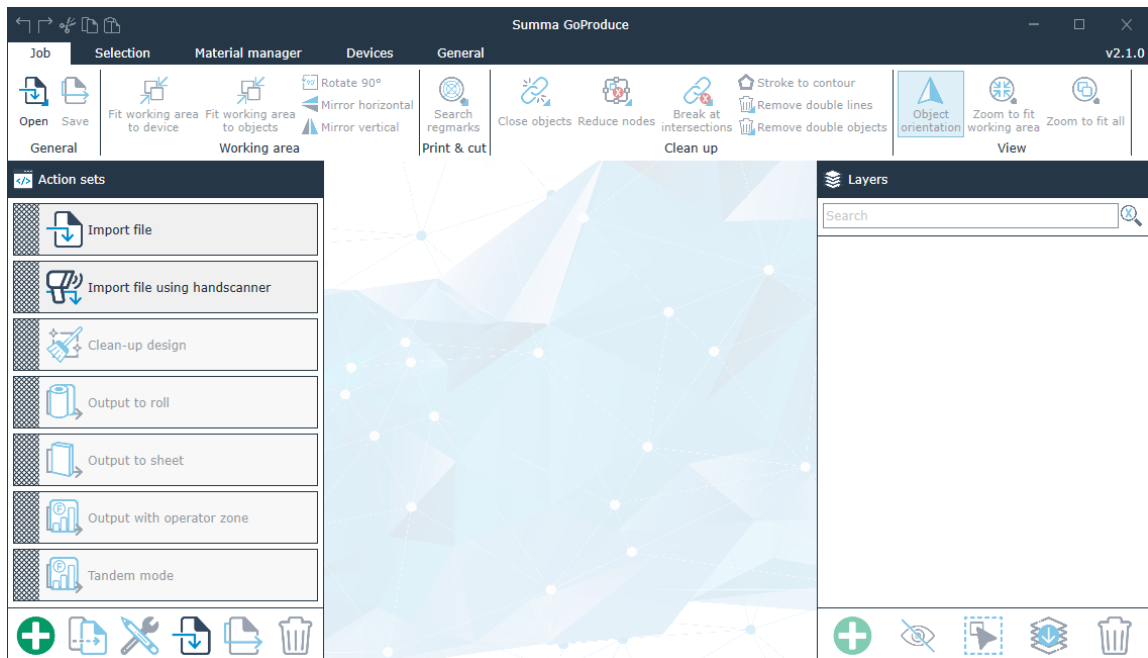 Summa GoProduce
Job Selection Material manager Devices General v2.1.0
Open Save
General
Fit working area to device
Fit working area to objects
Rotate 90°
Mirror horizontal
Mirror vertical
Working area
Search regmarks
Print & cut
Close objects
Reduce nodes
Break at intersections
Stroke to contour
Remove double lines
Remove double objects
Clean up
Object orientation
Zoom to fit working area
Zoom to fit all
View
Action sets
Import file
Import file using handscanner
Clean-up design
Output to roll
Output to sheet
Output with operator zone
Tandem mode
Layers
Search